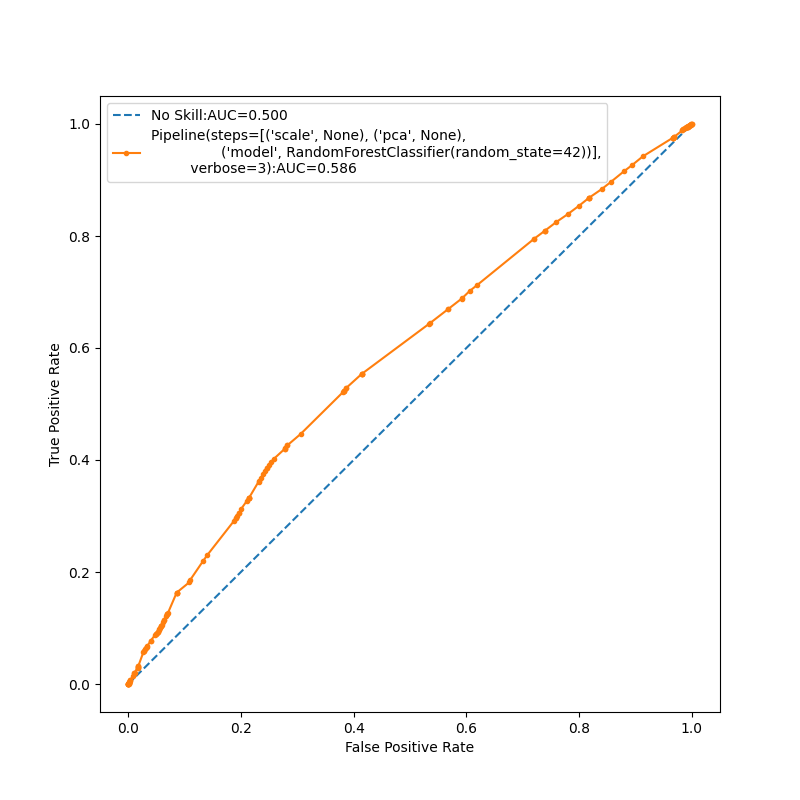 No Skill:AUC=0.500
Pipeline(steps=[('scale', None), ('pca', None),
('model', RandomForestClassifier(random_state=42))],
verbose=3):AUC=0.586
1.0
0.8
0.6
0.4
0.2
0.0
True Positive Rate
0.0 0.2 0.4 0.6 0.8 1.0
False Positive Rate